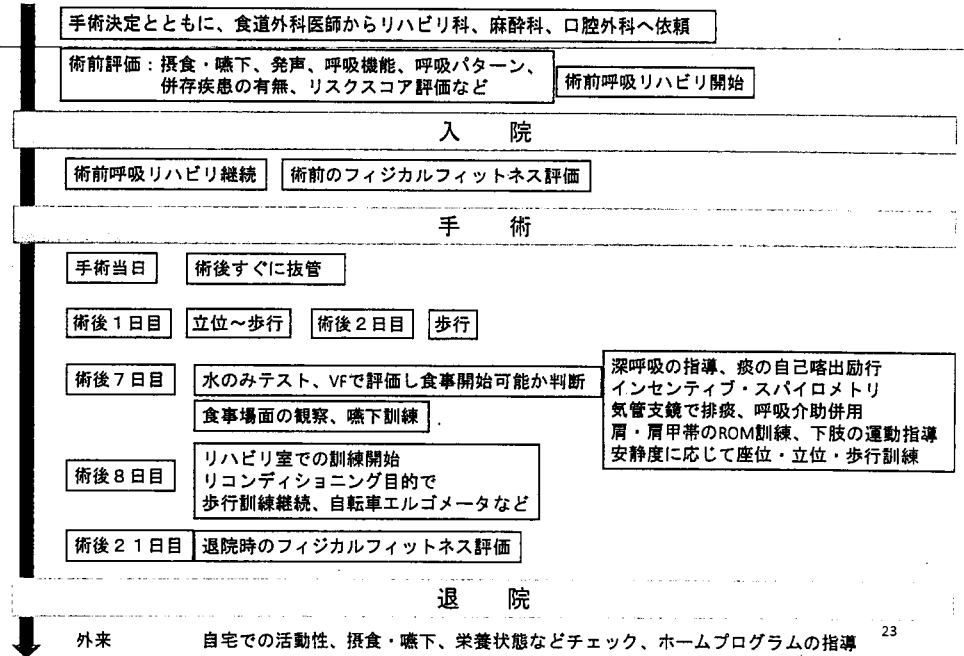 手術決定とともに、食道外科医師からリハビリ科、麻酔科、口腔外科へ依頼
術前評価：摂食・嚥下、発声、呼吸機能、呼吸パターン、
併存疾患の有無、リスクスコア評価など
術前呼吸リハビリ開始
入 院
術前呼吸リハビリ継続
術前のフィジカルフィットネス評価
手 術
手術当日
術後すぐに抜管
術後１日目
立位～歩行
術後２日目
歩行
術後７日目
水のみテスト、VFで評価し食事開始可能か判断
食事場面の観察、嚥下訓練
深呼吸の指導、痰の自己喀出励行
インセンティブ・スパイロメトリ
気管支鏡で排痰、呼吸介助併用
肩・肩甲帯のROM訓練、下肢の運動指導
安静度に応じて座位・立位・歩行訓練
術後８日目
リハビリ室での訓練開始
リコンディショニング目的で
歩行訓練継続、自転車エルゴメータなど
術後２１日目
退院時のフィジカルフィットネス評価
退 院
外来
自宅での活動性、摂食・嚥下、栄養状態などチェック、ホームプログラムの指導
23